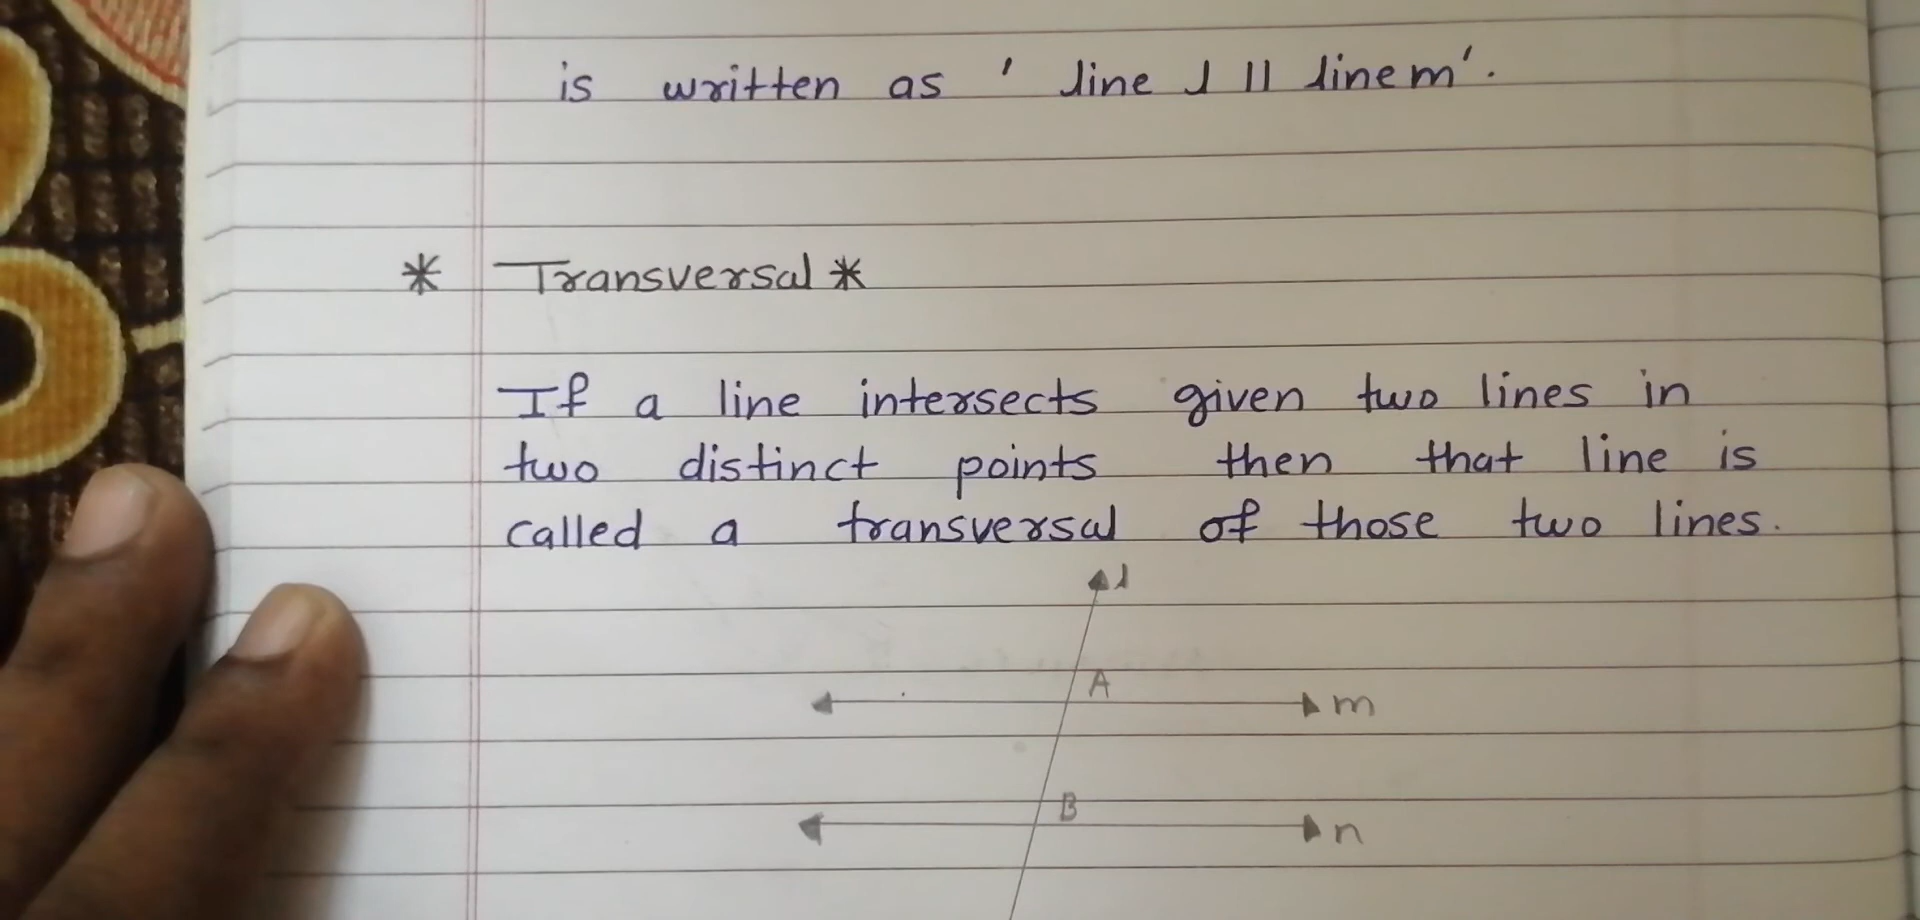 is written as ' line l || line m'.
* Transversal *
If a line intersects given two lines in
two distinct points then that line is
called a transversal of those two lines.
l
A
m
B
n